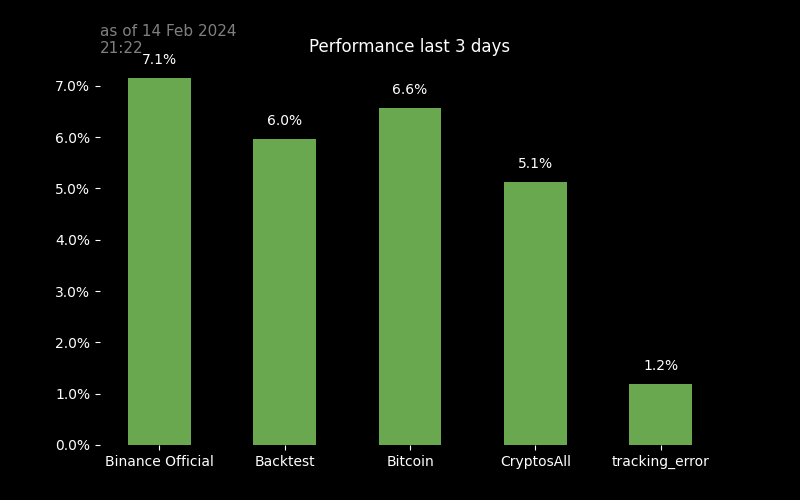 as of 14 Feb 2024
21:22
Performance last 3 days
7.1%
6.0%
6.6%
5.1%
1.2%
7.0%
6.0%
5.0%
4.0%
3.0%
2.0%
1.0%
0.0%
Binance Official
Backtest
Bitcoin
CryptosAll
tracking_error